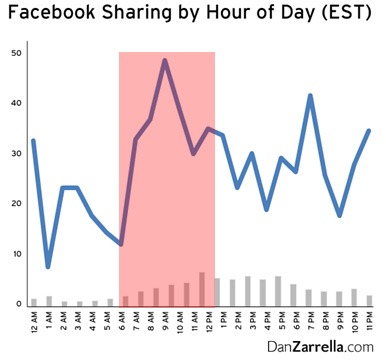 Facebook Sharing by Hour of Day (EST)
50
40
30
20
10
0
12 AM
1 AM
2 AM
3 AM
4 AM
5 AM
6 AM
7 AM
8 AM
9 AM
10 AM
11 AM
12 PM
1 PM
2 PM
3 PM
4 PM
5 PM
6 PM
7 PM
8 PM
9 PM
10 PM
11 PM
DanZarrella.com